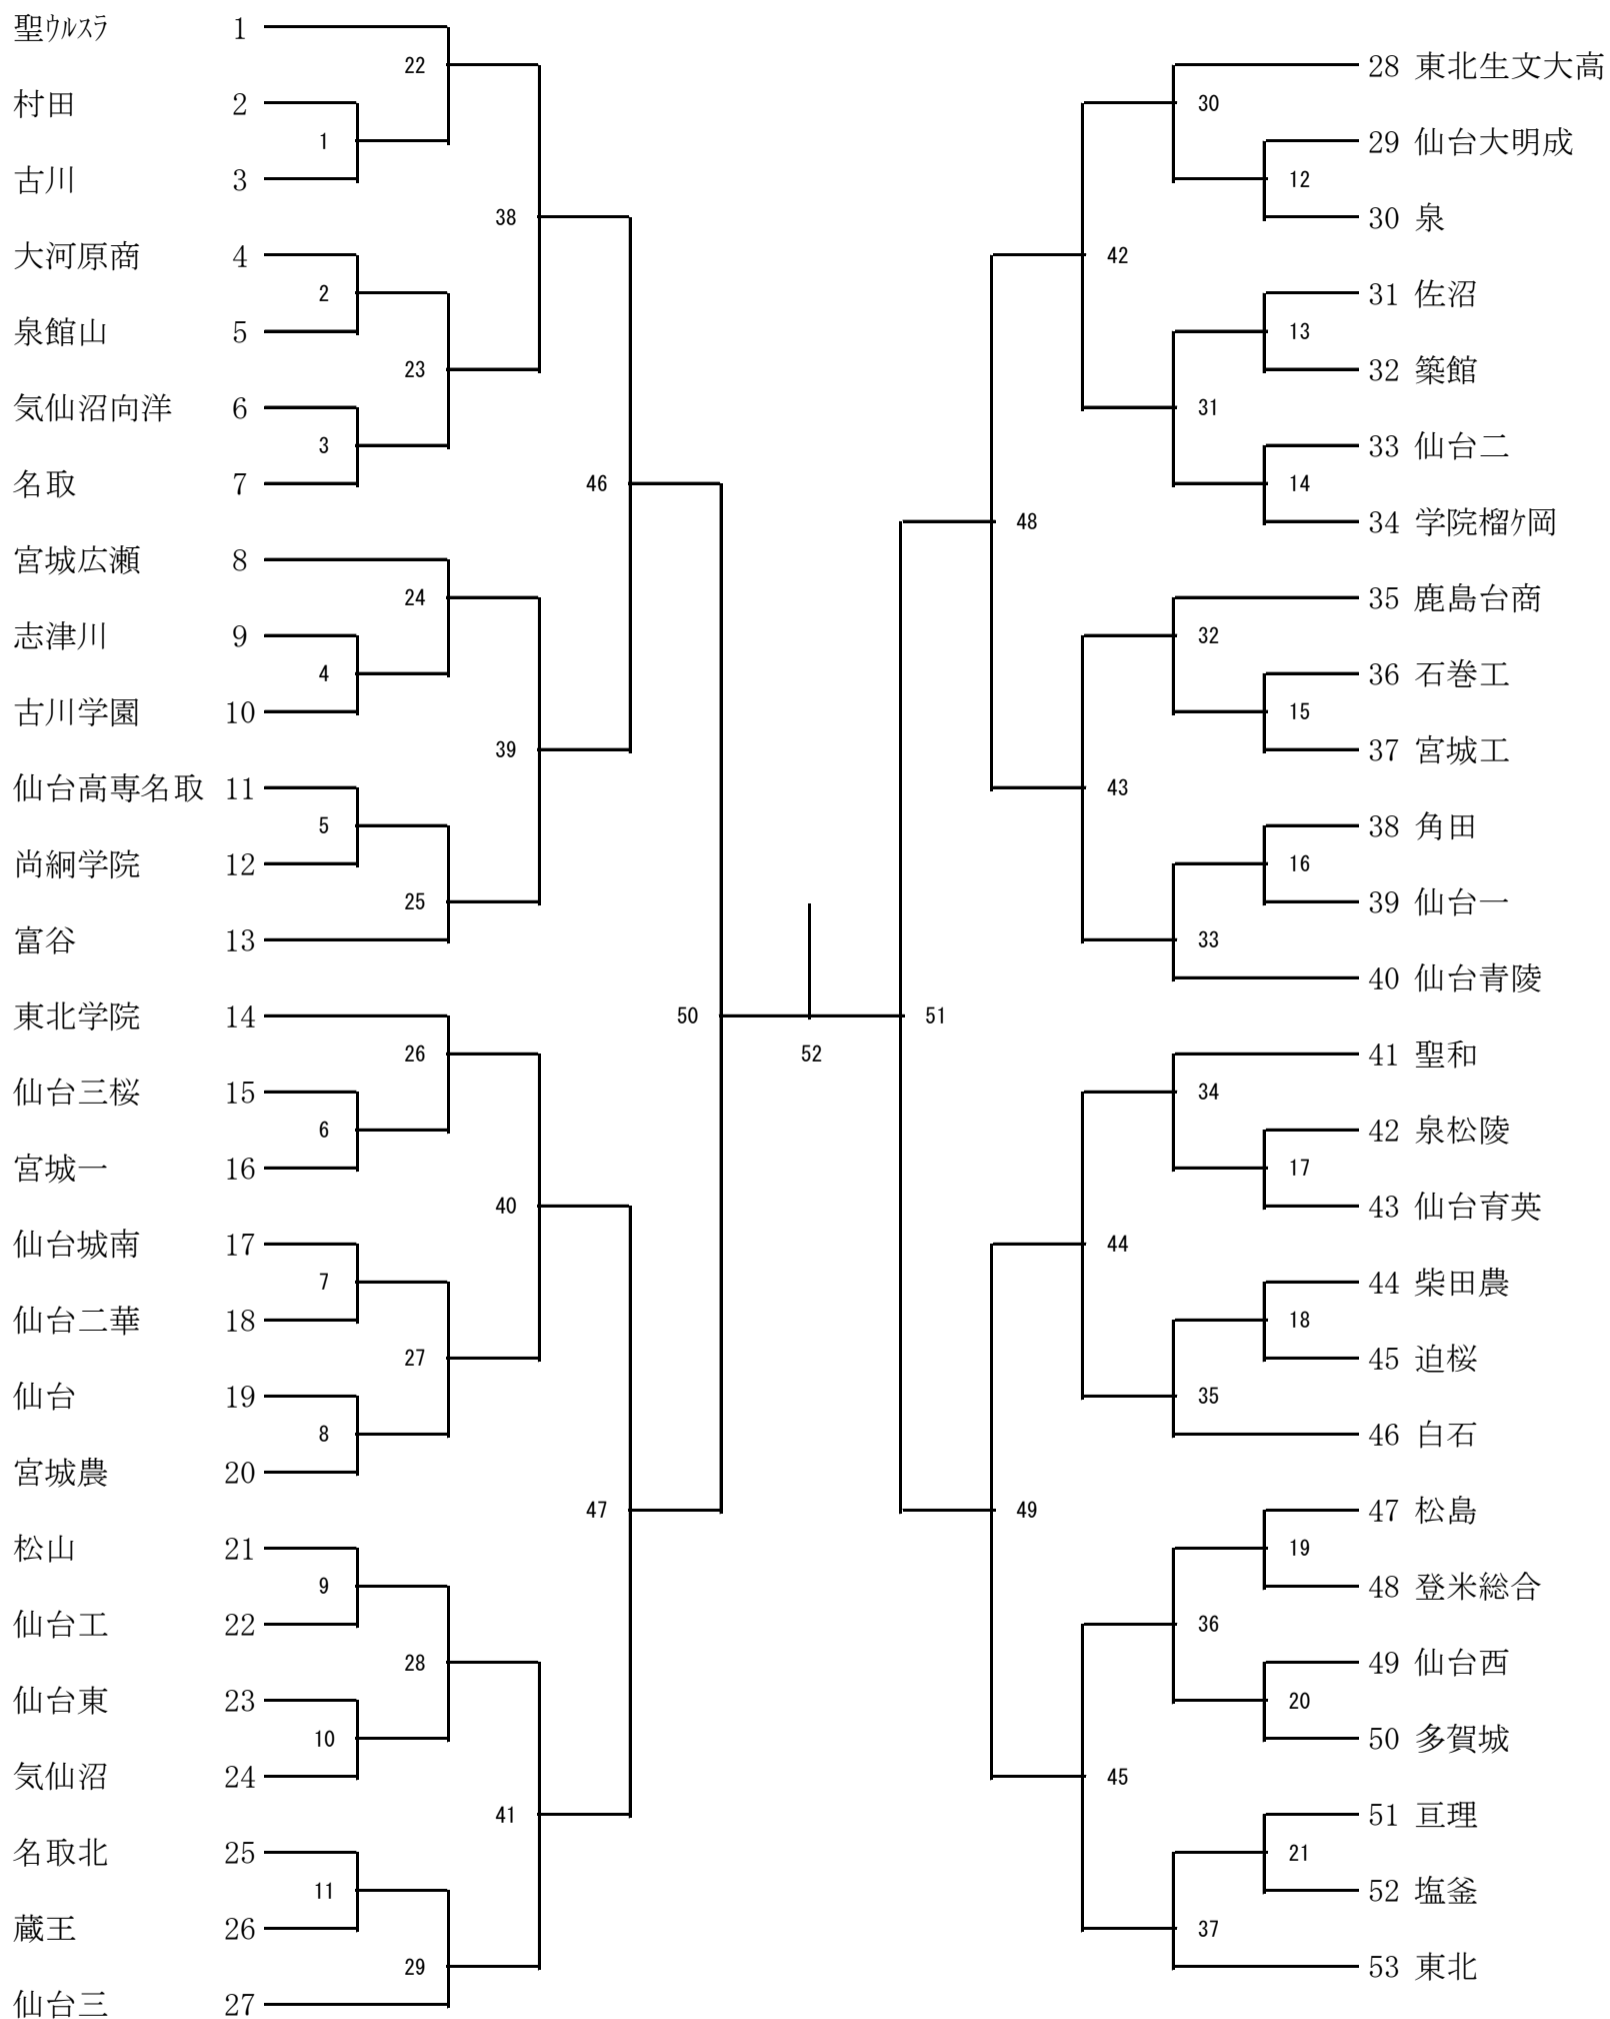 聖ｳﾙｽﾗ 1
22
村田 2
1
古川 3
38
大河原商 4
2
泉館山 5
23
気仙沼向洋 6
3
名取 7
46
宮城広瀬 8
24
志津川 9
4
古川学園 10
39
仙台高専名取 11
5
尚絅学院 12
25
富谷 13
50
東北学院 14
26
仙台三桜 15
6
宮城一 16
40
仙台城南 17
7
仙台二華 18
27
仙台 19
8
宮城農 20
47
松山 21
9
仙台工 22
28
仙台東 23
10
気仙沼 24
41
名取北 25
11
蔵王 26
29
仙台三 27
52
28 東北生文大高
30
29 仙台大明成
12
30 泉
42
31 佐沼
13
32 築館
31
33 仙台二
14
34 学院榴ｹ岡
48
35 鹿島台商
32
36 石巻工
15
37 宮城工
43
38 角田
16
39 仙台一
33
40 仙台青陵
51
41 聖和
34
42 泉松陵
17
43 仙台育英
44
44 柴田農
18
45 迫桜
35
46 白石
49
47 松島
19
48 登米総合
36
49 仙台西
20
50 多賀城
45
51 亘理
21
52 塩釜
37
53 東北